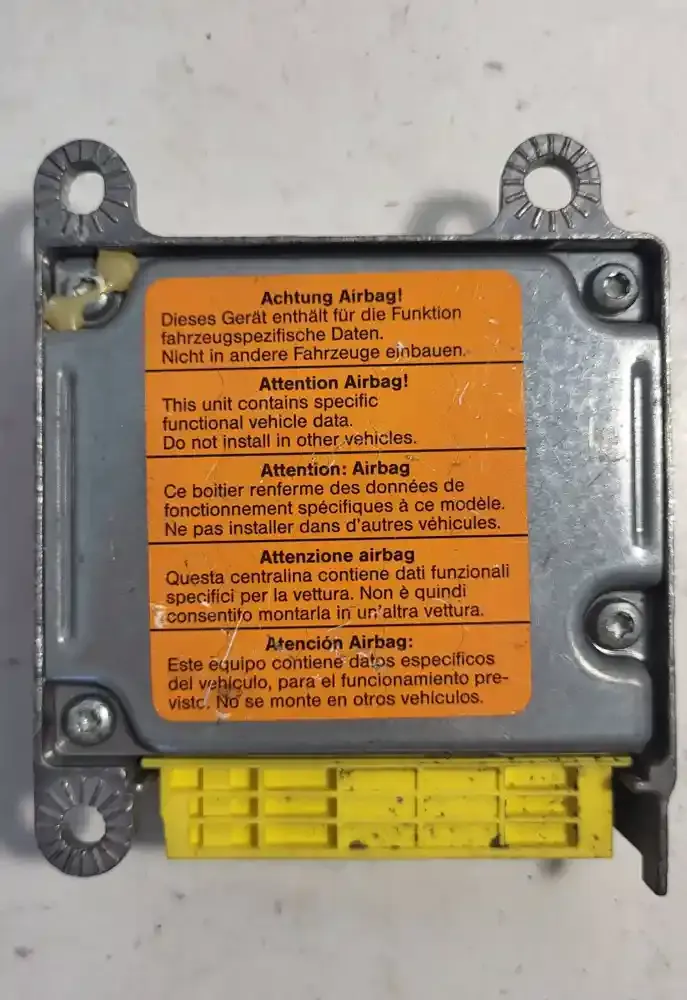 Achtung Airbag!
Dieses Gerät enthält für die Funktion
fahrzeugspezifische Daten.
Nicht in andere Fahrzeuge einbauen.
Attention Airbag!
This unit contains specific
functional vehicle data.
Do not install in other vehicles.
Attention: Airbag
Ce boitier renferme des données de
fonctionnement spécifiques à ce modèle.
Ne pas installer dans d'autres véhicules.
Attenzione airbag
Questa centralina contiene dati funzionali
specifici per la vettura. Non è quindi
consentito montarla in un'altra vettura.
Atención Airbag:
Este equipo contiene datos específicos
del vehículo, para el funcionamiento pre-
visto. No se monte en otros vehículos.